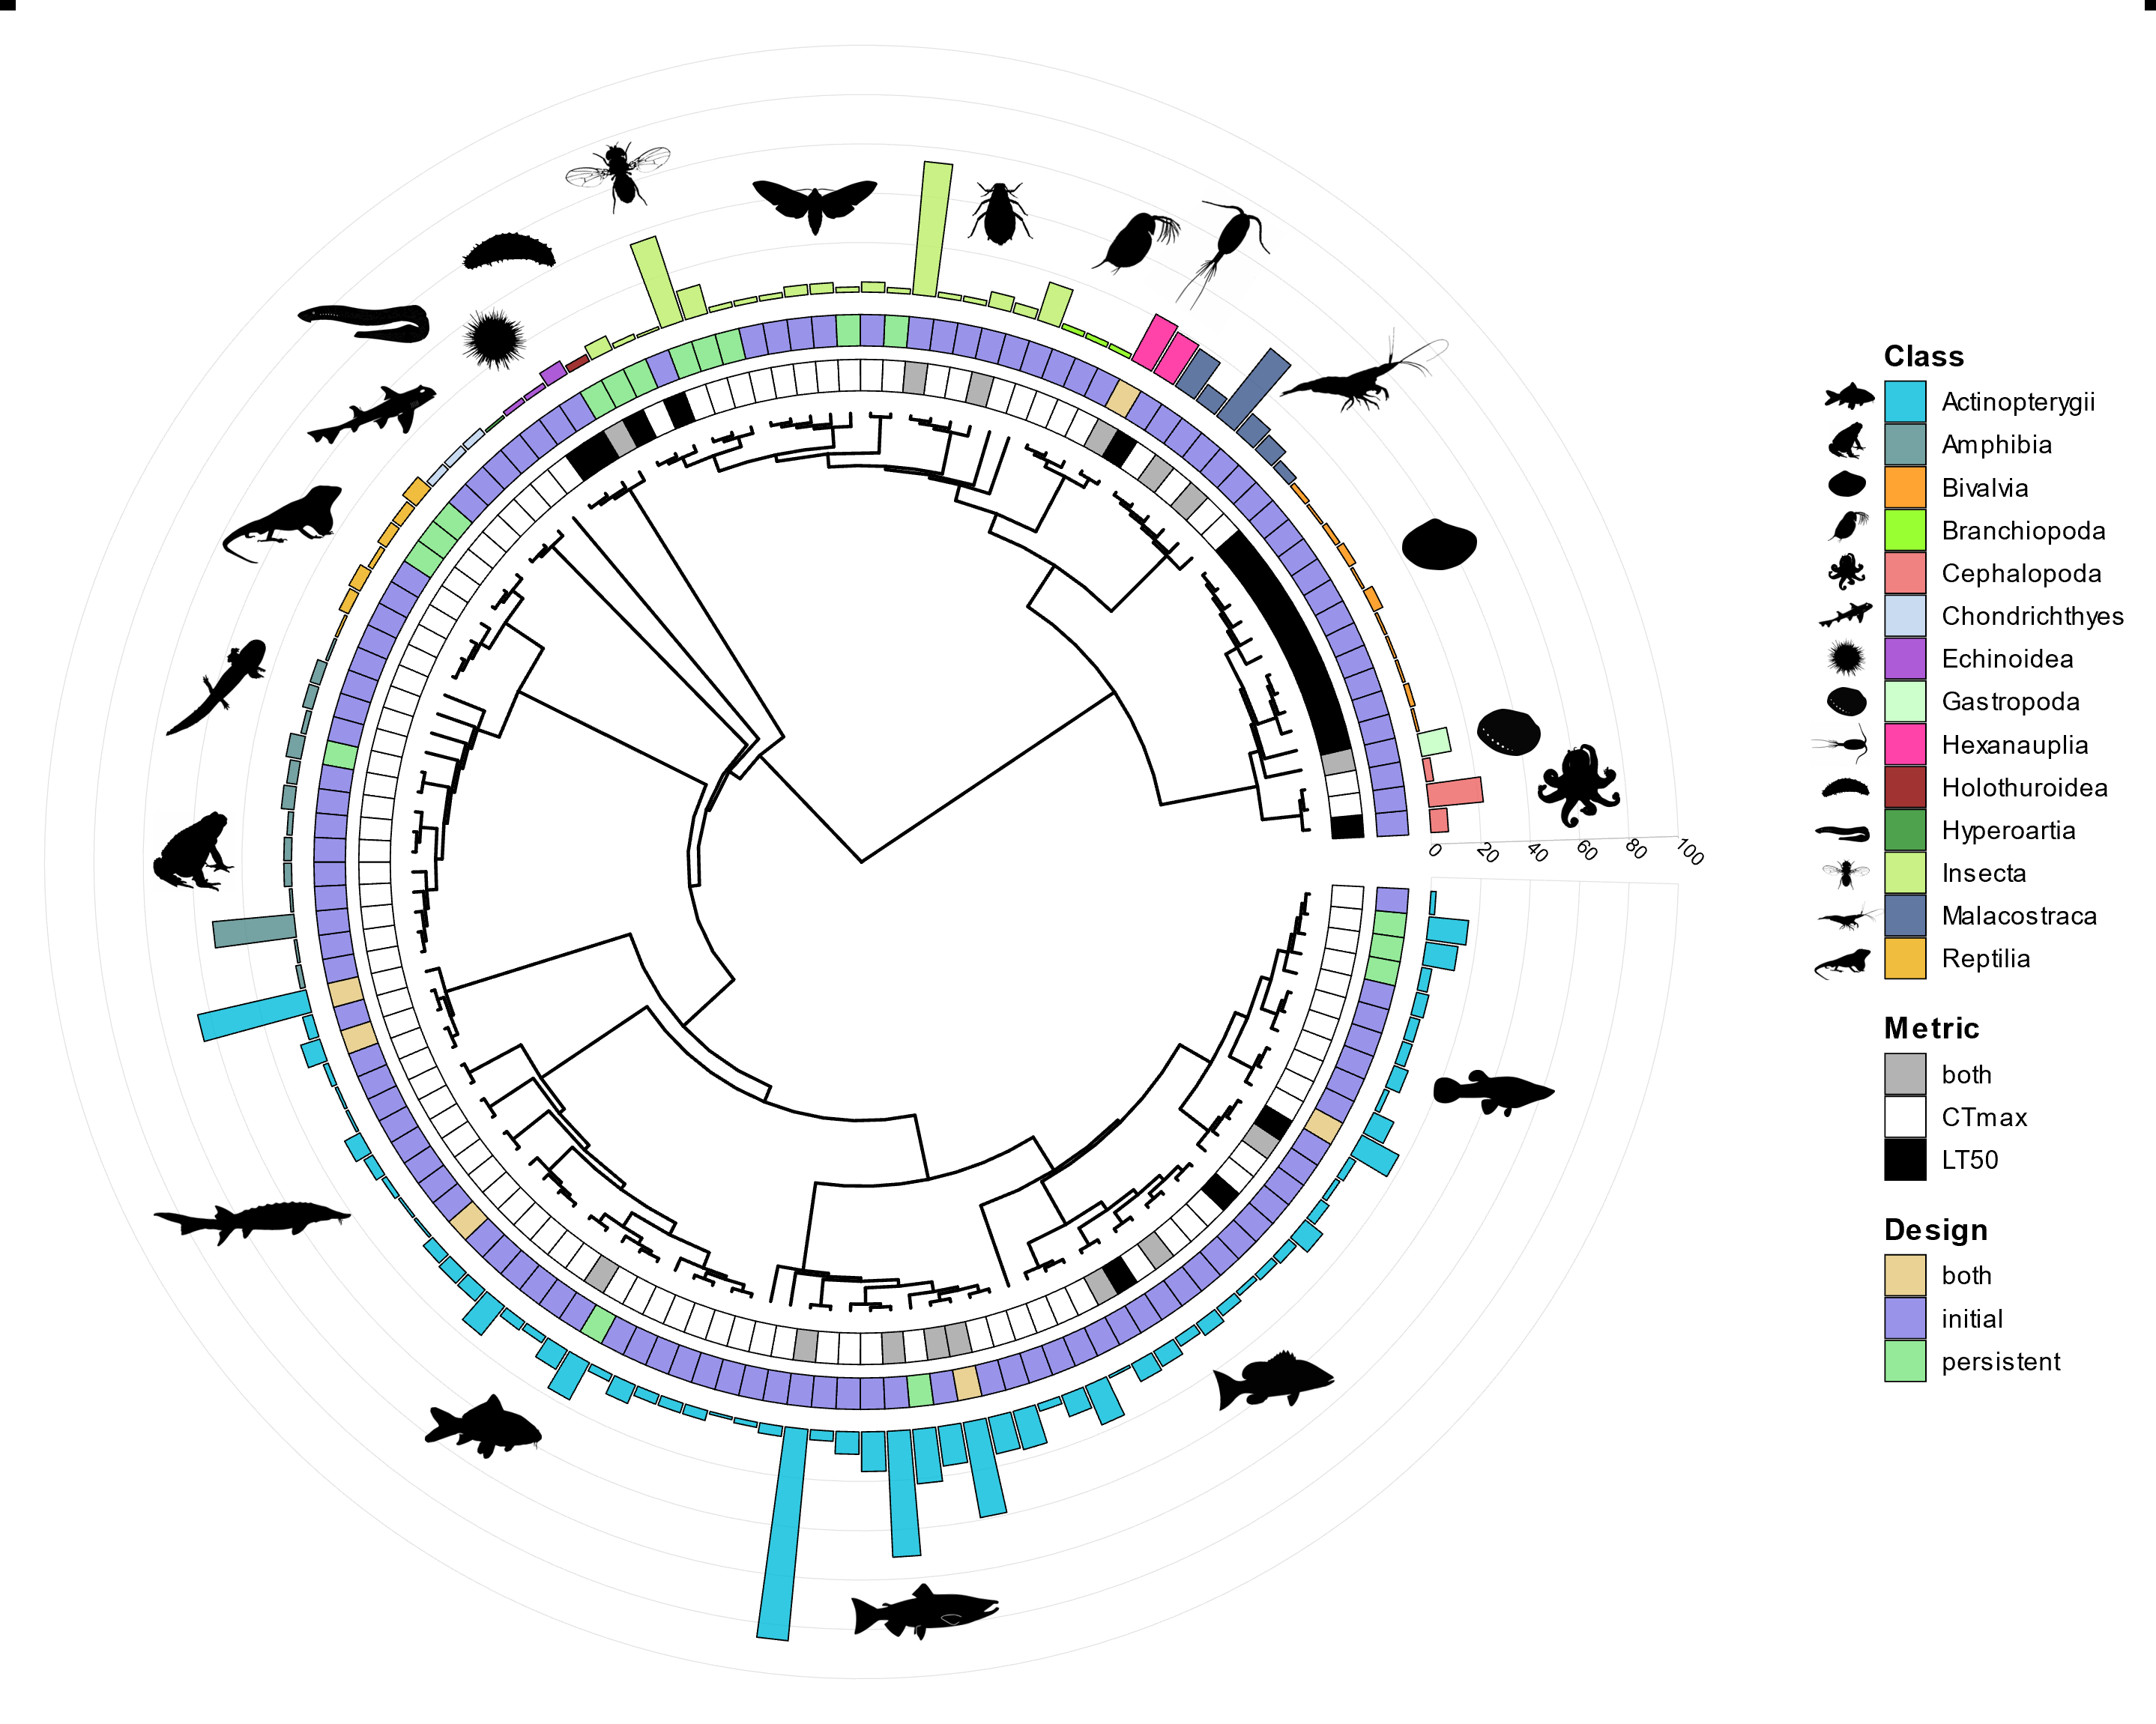 0
20
40
60
80
100
Class
Actinopterygii
Amphibia
Bivalvia
Branchiopoda
Cephalopoda
Chondrichthyes
Echinoidea
Gastropoda
Hexanauplia
Holothuroidea
Hyperoartia
Insecta
Malacostraca
Reptilia
Metric
both
CTmax
LT50
Design
both
initial
persistent